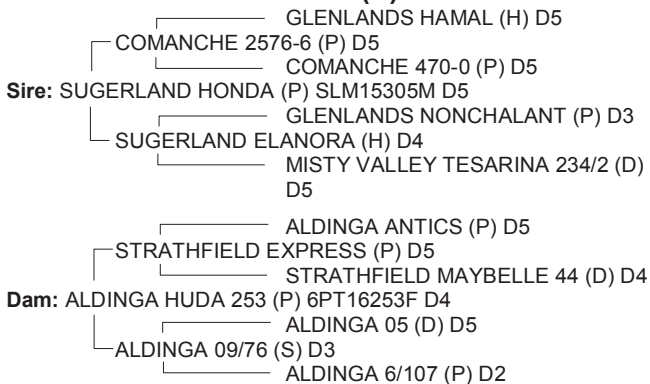 GLENLANDS HAMAL (H) D5
COMANCHE 2576-6 (P) D5
COMANCHE 470-0 (P) D5
Sire: SUGERLAND HONDA (P) SLM15305M D5
GLENLANDS NONCHALANT (P) D3
SUGERLAND ELANORA (H) D4
MISTY VALLEY TESARINA 234/2 (D)
D5
ALDINGA ANTICS (P) D5
STRATHFIELD EXPRESS (P) D5
STRATHFIELD MAYBELLE 44 (D) D4
Dam: ALDINGA HUDA 253 (P) 6PT16253F D4
ALDINGA 05 (D) D5
ALDINGA 09/76 (S) D3
ALDINGA 6/107 (P) D2